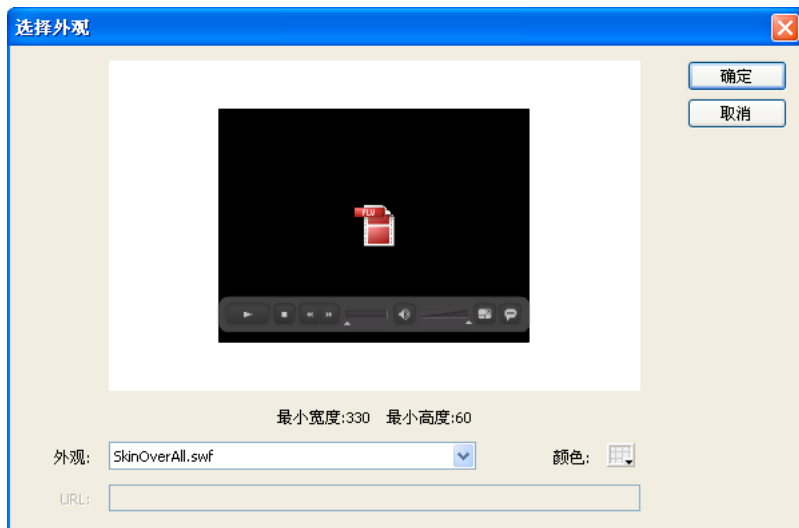 选择外观
确定
取消
FLV
最小宽度:330 最小高度:60
外观: SkinOverAll.swf 颜色:
URL: